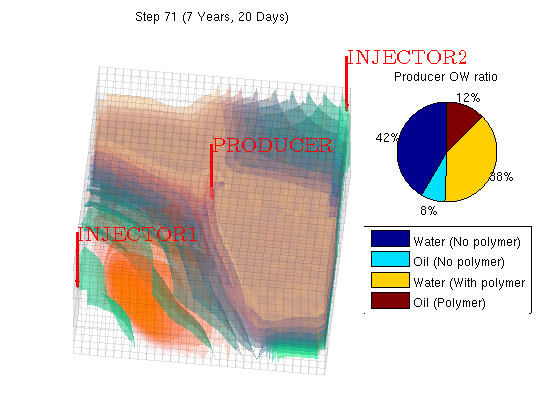 Step 71 (7 Years, 20 Days)
INJECTOR2
Producer OW ratio
12%
42%
38%
8%
PRODUCER
INJECTOR1
Water (No polymer)
Oil (No polymer)
Water (With polymer
Oil (Polymer)